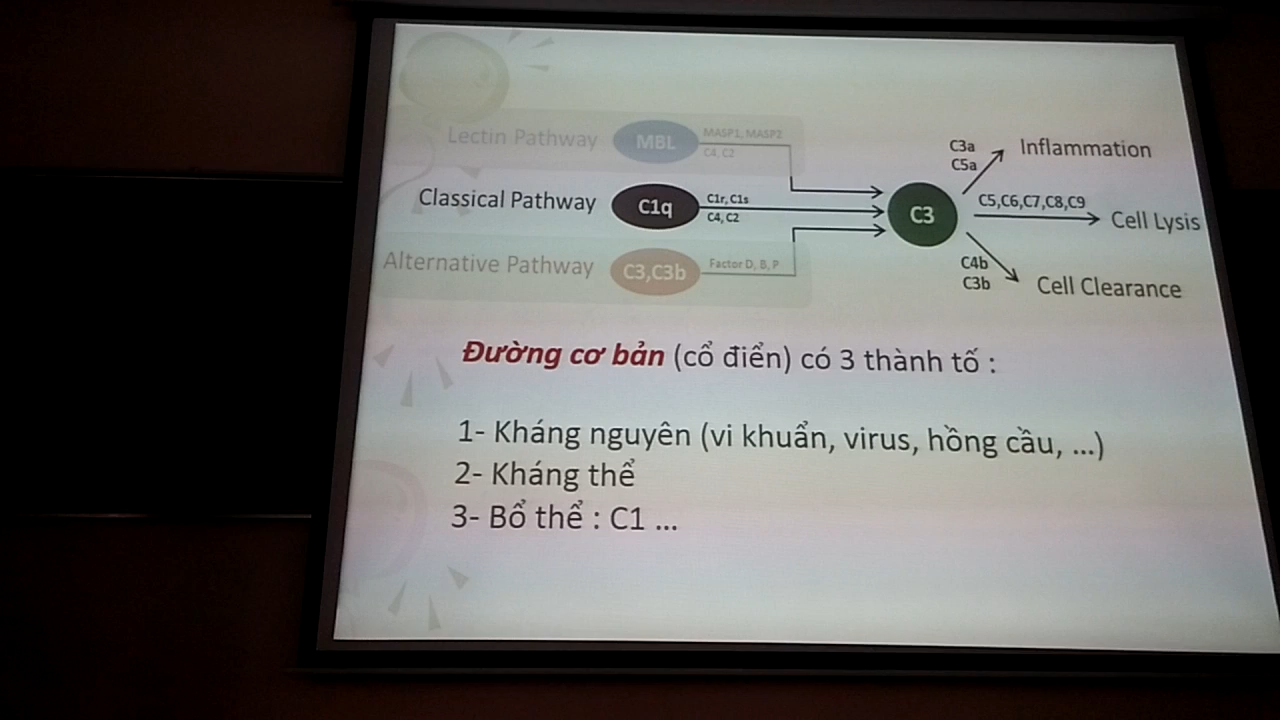 Lectin Pathway MBL MASP1, MASP2
C4, C2
Classical Pathway C1q C1r, C1s
C4, C2
Alternative Pathway C3,C3b Factor D, B, P
C3
C3a
C5a
Inflammation
C5,C6,C7,C8,C9
Cell Lysis
C4b
C3b
Cell Clearance
Đường cơ bản (cổ điển) có 3 thành tố :
1- Kháng nguyên (vi khuẩn, virus, hồng cầu, ...)
2- Kháng thể
3- Bổ thể : C1 ...